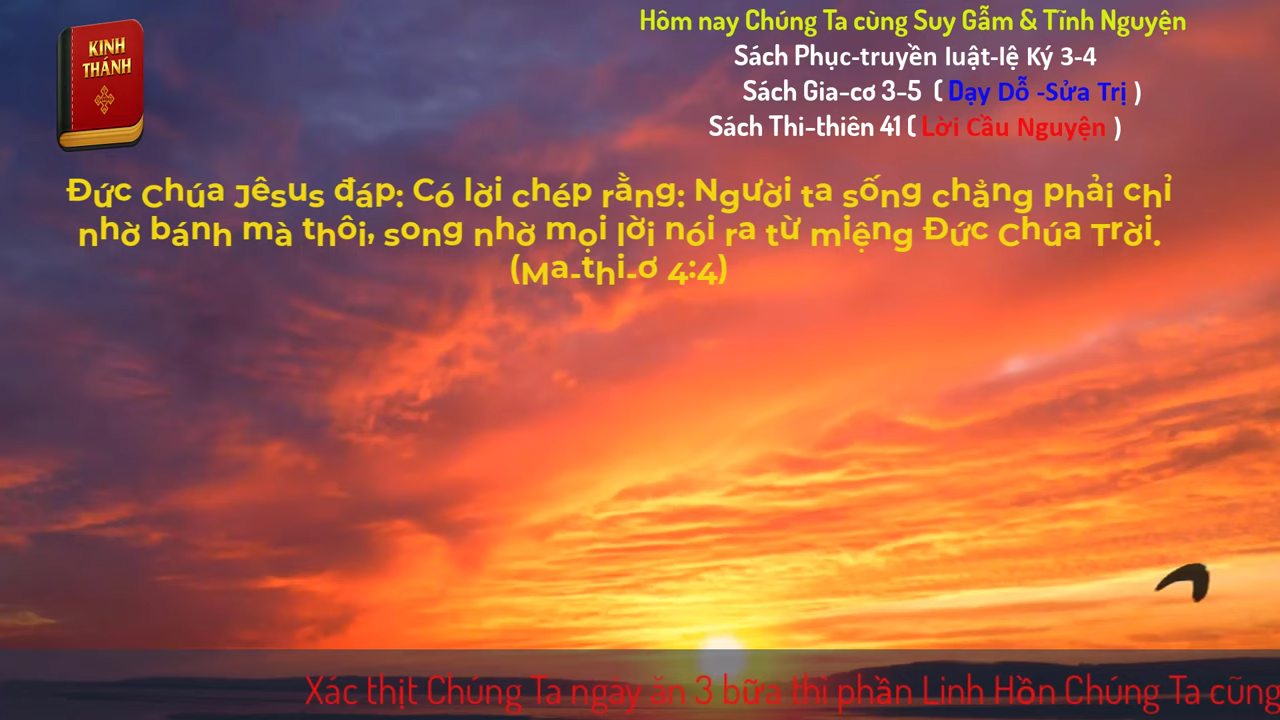 KINH
THÁNH
Hôm nay Chúng Ta cùng Suy Gẫm & Tĩnh Nguyện
Sách Phục-truyền luật-lệ Ký 3-4
Sách Gia-cơ 3-5 ( Dạy Dỗ -Sửa Trị )
Sách Thi-thiên 41 ( Lời Cầu Nguyện )
Đức Chúa Jêsus đáp: Có lời chép rằng: Người ta sống chẳng phải chỉ
nhờ bánh mà thôi, song nhờ mọi lời nói ra từ miệng Đức Chúa Trời.
(Ma-thi-ơ 4:4)
Xác thịt Chúng Ta ngày ăn 3 bữa thì phần Linh Hồn Chúng Ta cũng